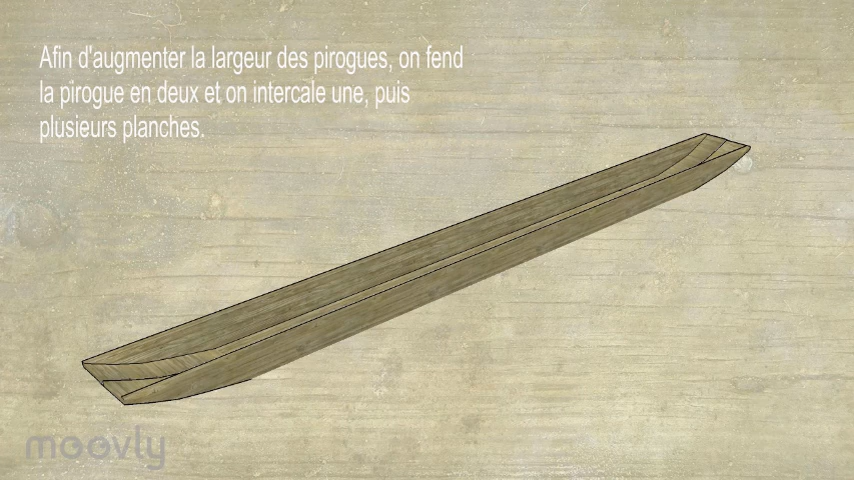 Afin d'augmenter la largeur des pirogues, on fend
la pirogue en deux et on intercale une, puis
plusieurs planches.
moovly